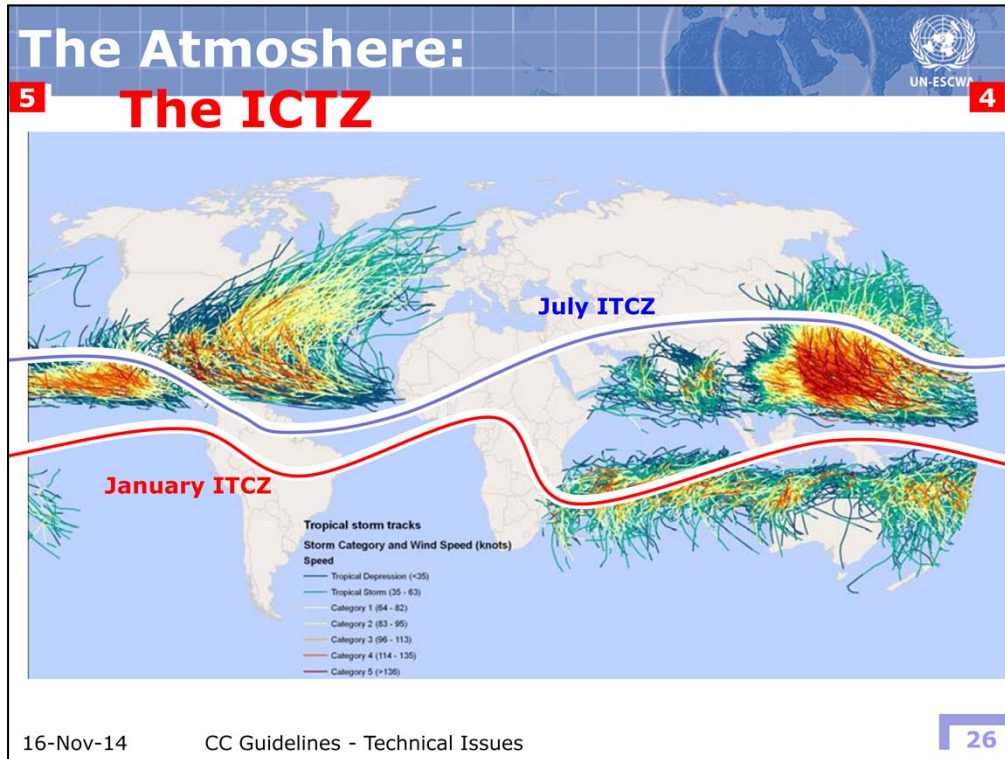 The Atmoshere:
UN-ESCWA
5
The ICTZ
4
July ITCZ
January ITCZ
Tropical storm tracks
Storm Category and Wind Speed (knots)
Speed
Tropical Depression (<35)
Tropical Storm (35 - 63)
Category 1 (64 - 82)
Category 2 (83 - 95)
Category 3 (96 - 113)
Category 4 (114 - 135)
Category 5 (>136)
16-Nov-14 CC Guidelines - Technical Issues 26